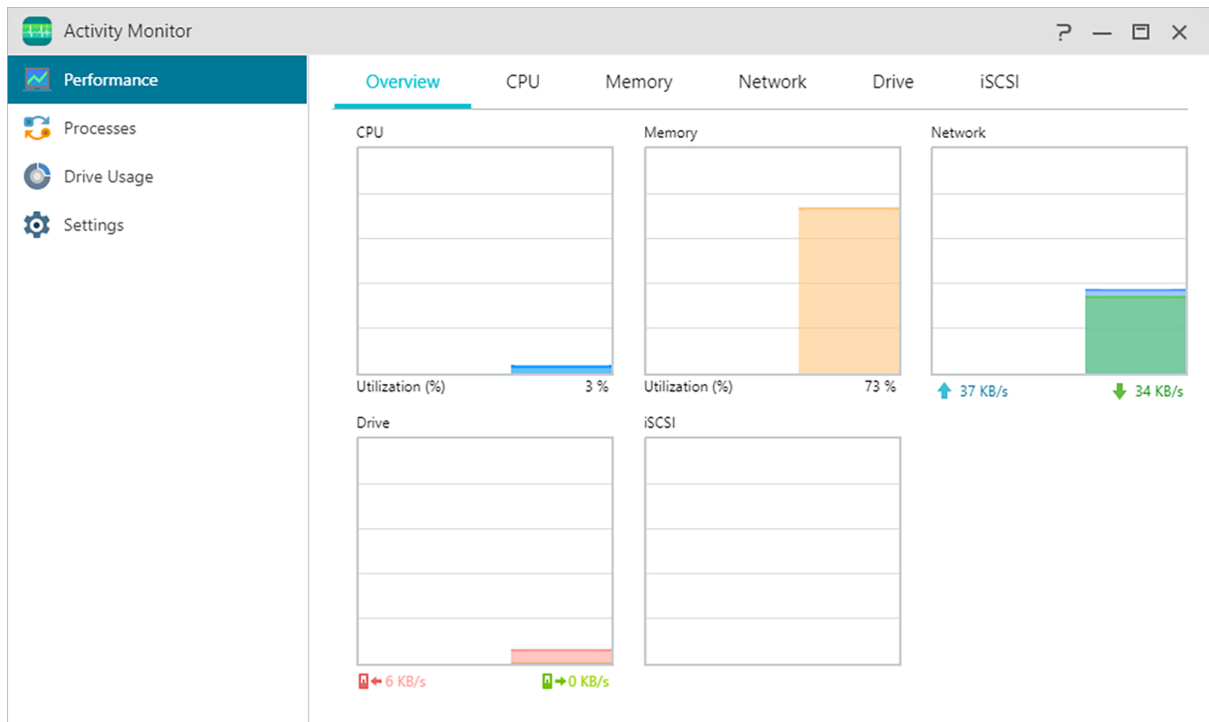 Activity Monitor
Performance
Processes
Drive Usage
Settings
Overview CPU Memory Network Drive iSCSI
CPU Memory Network
Utilization (%) 3 % Utilization (%) 73 % 37 KB/s 34 KB/s
Drive iSCSI
6 KB/s 0 KB/s